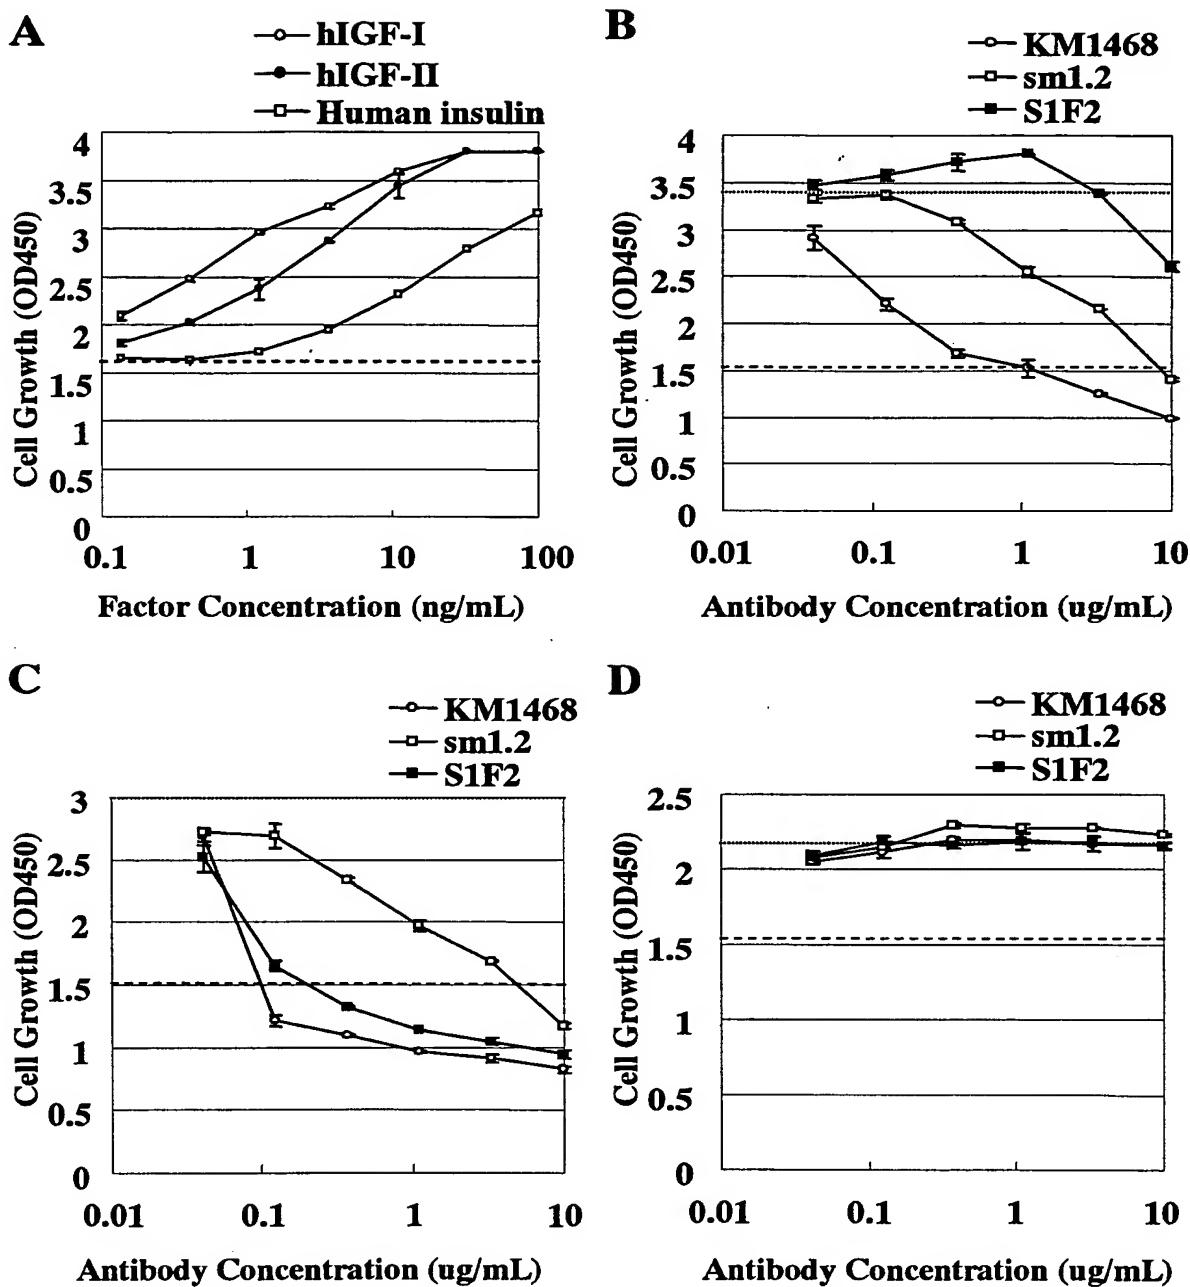 A
hIGF-I
hIGF-II
Human insulin
4
3.5
3
2.5
2
1.5
1
0.5
0
0.1 1 10 100
Cell Growth (OD450)
Factor Concentration (ng/mL)
B
KM1468
sm1.2
S1F2
4
3.5
3
2.5
2
1.5
1
0.5
0
0.01 0.1 1 10
Cell Growth (OD450)
Antibody Concentration (ug/mL)
C
KM1468
sm1.2
S1F2
3
2.5
2
1.5
1
0.5
0
0.01 0.1 1 10
Cell Growth (OD450)
Antibody Concentration (ug/mL)
D
KM1468
sm1.2
S1F2
2.5
2
1.5
1
0.5
0
0.01 0.1 1 10
Cell Growth (OD450)
Antibody Concentration (ug/mL)